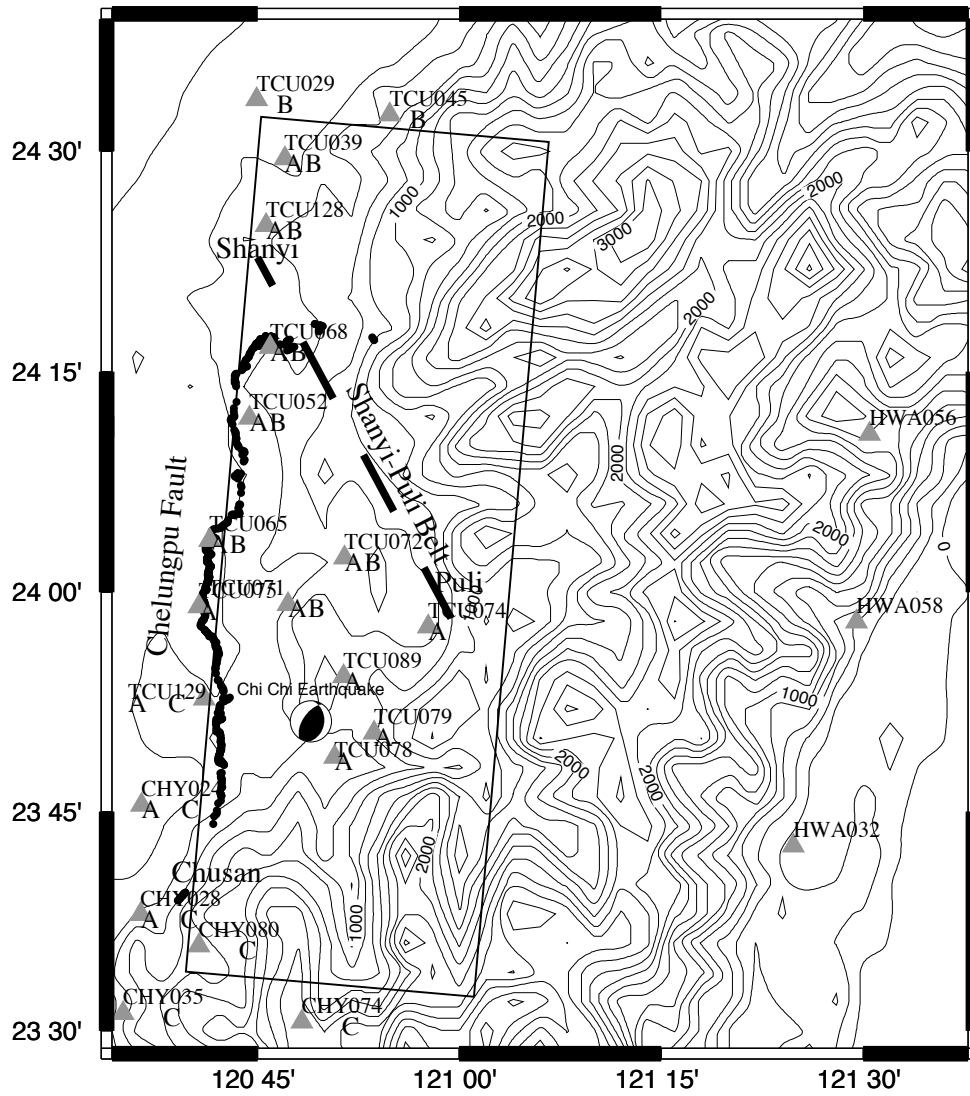 TCU029
B
TCU045
B
24 30'
TCU039
AB
2000
1000
TCU128
AB
2000
3000
Shanyi
2000
TCU068
AB
24 15'
Shanyi-Puli Belt
TCU052
AB
HWA056
2000
Chelungpu Fault
TCU065
AB
2000
TCU072
AB
0
24 00'
Puli
TCU071
TCU075
A
AB
TCU074
A
HWA058
TCU089
A
Chi Chi Earthquake
TCU129
A C
1000
TCU079
A
TCU078
A
2000
2000
CHY024
A C
23 45'
HWA032
2000
Chusan
CHY028
A C
1000
CHY080
C
CHY035
C
CHY074
C
23 30'
120 45'
121 00'
121 15'
121 30'